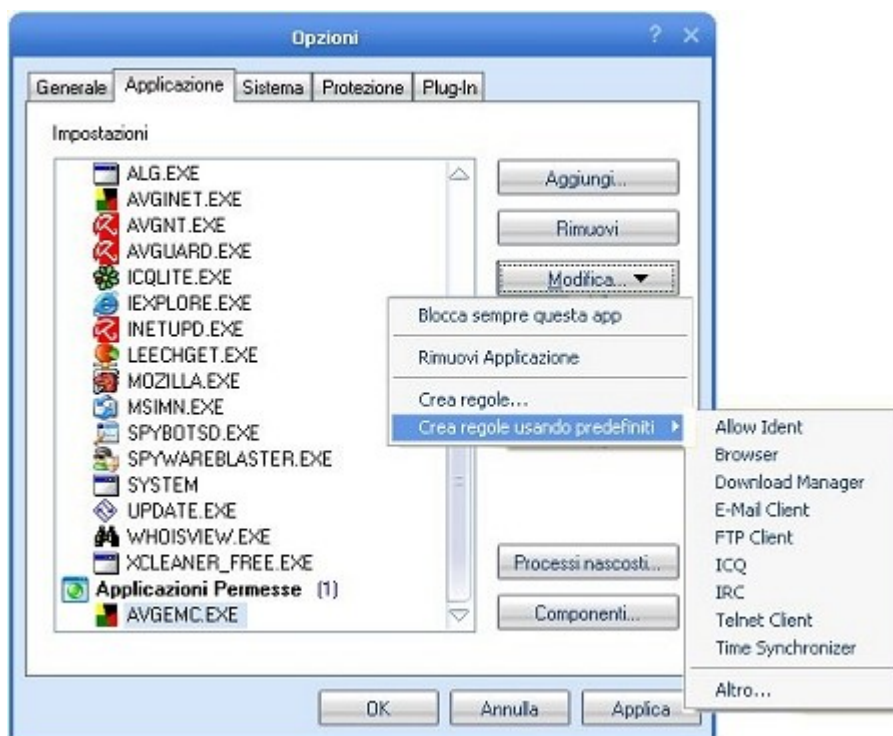 Opzioni
Generale Applicazione Sistema Protezione Plug-In
Impostazioni
ALG.EXE
AVGINET.EXE
AVGNT.EXE
AVGUARD.EXE
ICQLITE.EXE
IEXPLORE.EXE
INETUPD.EXE
LEECHGET.EXE
MOZILLA.EXE
MSIMN.EXE
SPYBOTSD.EXE
SPYWAREBLASTER.EXE
SYSTEM
UPDATE.EXE
WHOISVIEW.EXE
XCLEANER_FREE.EXE
Applicazioni Permesse (1)
AVGEMC.EXE
Aggiungi...
Rimuovi
Modifica...
Blocca sempre questa app
Rimuovi Applicazione
Crea regole...
Crea regole usando predefiniti
Allow Ident
Browser
Download Manager
E-Mail Client
FTP Client
ICQ
IRC
Telnet Client
Time Synchronizer
Altro...
Processi nascosti...
Componenti...
OK
Annulla
Applica